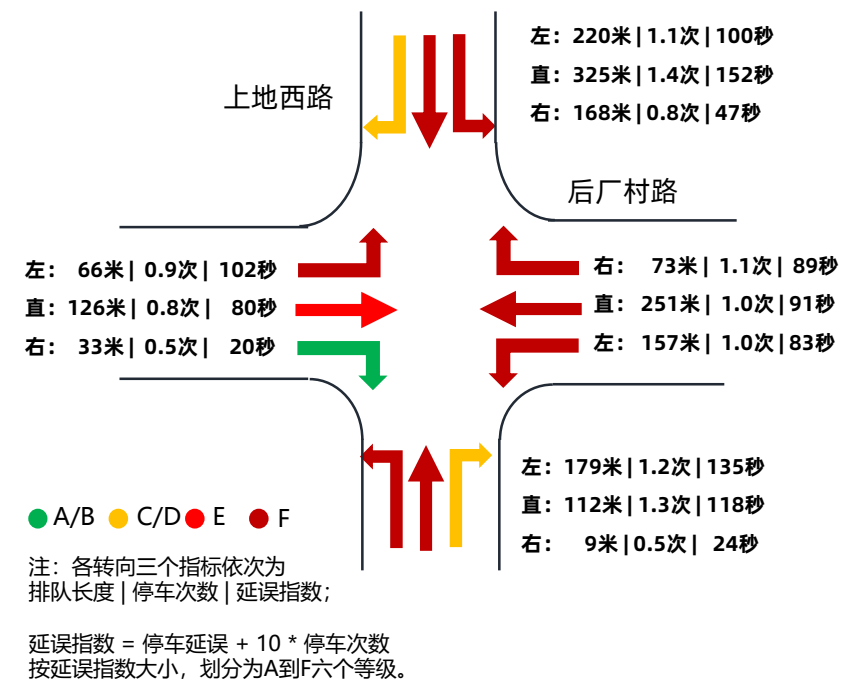 左：220米|1.1次|100秒
直：325米|1.4次|152秒
右：168米|0.8次|47秒
上地西路
后厂村路
左： 66米| 0.9次| 102秒
直：126米| 0.8次| 80秒
右： 33米| 0.5次| 20秒
右： 73米| 1.1次| 89秒
直：251米| 1.0次|91秒
左：157米| 1.0次|83秒
左：179米|1.2次|135秒
直：112米|1.3次|118秒
右： 9米|0.5次| 24秒
A/B C/D E F
注：各转向三个指标依次为
排队长度 | 停车次数 | 延误指数；
延误指数 = 停车延误 + 10 * 停车次数
按延误指数大小，划分为A到F六个等级。